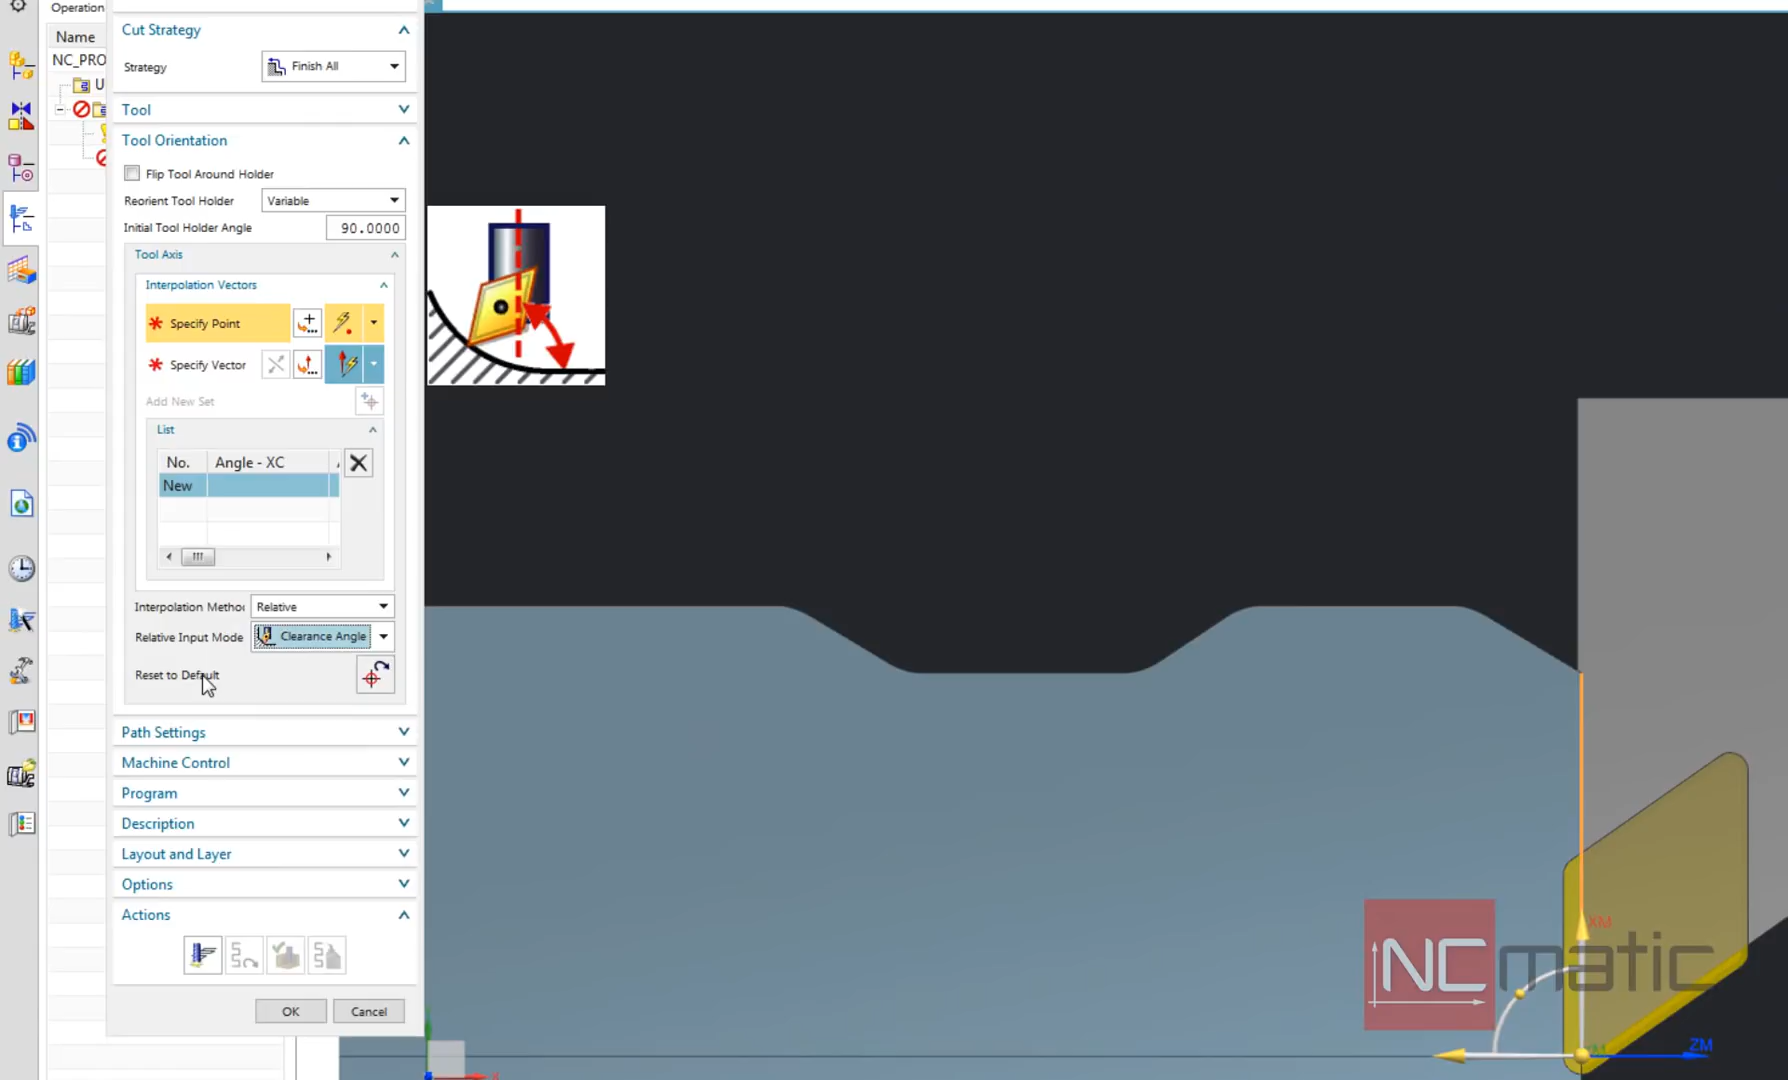 Operation
Name
NC_PRO
U
Cut Strategy
Strategy
Finish All
Tool
Tool Orientation
Flip Tool Around Holder
Reorient Tool Holder
Variable
Initial Tool Holder Angle
90.0000
Tool Axis
Interpolation Vectors
* Specify Point
* Specify Vector
Add New Set
List
No. Angle - XC
New
Interpolation Metho
Relative
Relative Input Mode
Clearance Angle
Reset to Default
Path Settings
Machine Control
Program
Description
Layout and Layer
Options
Actions
OK Cancel
XM
NCmatic
ZM
X